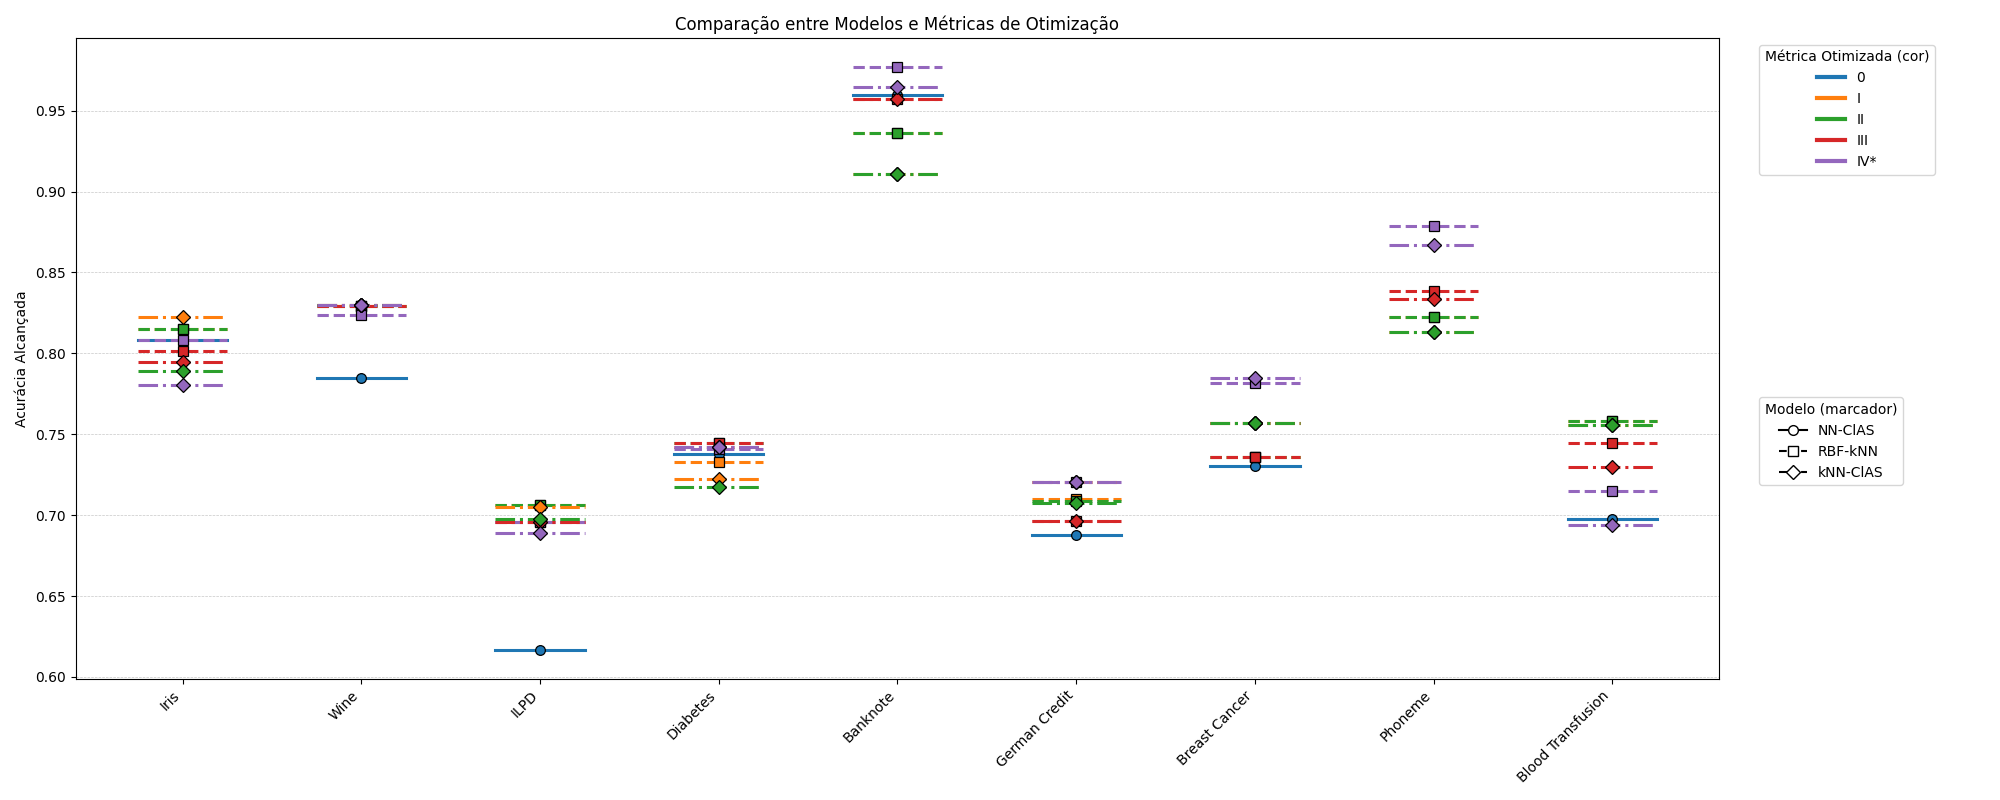 Comparação entre Modelos e Métricas de Otimização
Acurácia Alcançada
0.95
0.90
0.85
0.80
0.75
0.70
0.65
0.60
Iris
Wine
ILPD
Diabetes
Banknote
German Credit
Breast Cancer
Phoneme
Blood Transfusion
Métrica Otimizada (cor)
0
I
II
III
IV*
Modelo (marcador)
NN-ClAS
RBF-kNN
kNN-ClAS